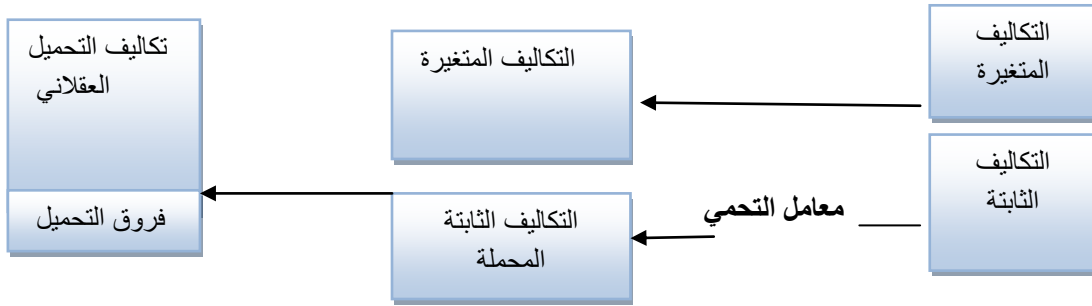 التكاليف
المتغيرة
التكاليف المتغيرة
تكاليف التحميل
العقلاني
التكاليف
الثابتة
معامل التحمي
التكاليف الثابتة
المحملة
فروق التحميل